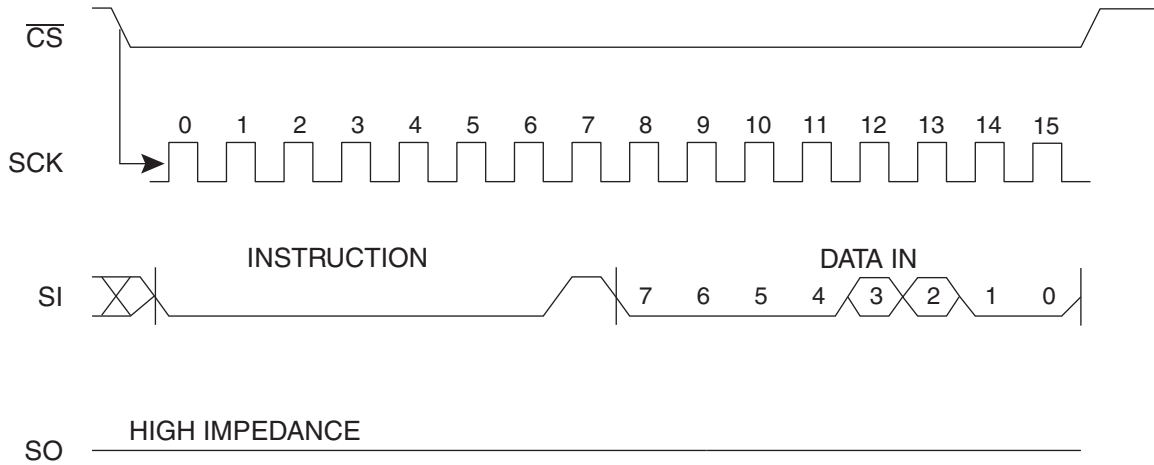 CS
0 1 2 3 4 5 6 7 8 9 10 11 12 13 14 15
SCK
INSTRUCTION DATA IN
SI 7 6 5 4 3 2 1 0
HIGH IMPEDANCE
SO